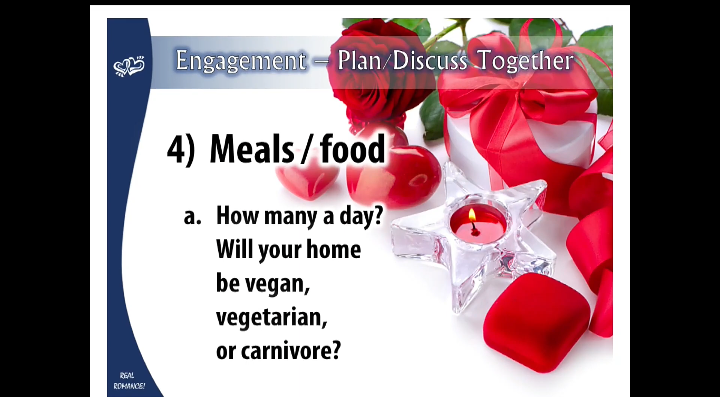 Engagement – Plan/Discuss Together
4) Meals / food
a. How many a day?
Will your home
be vegan,
vegetarian,
or carnivore?
REAL
ROMANCE!